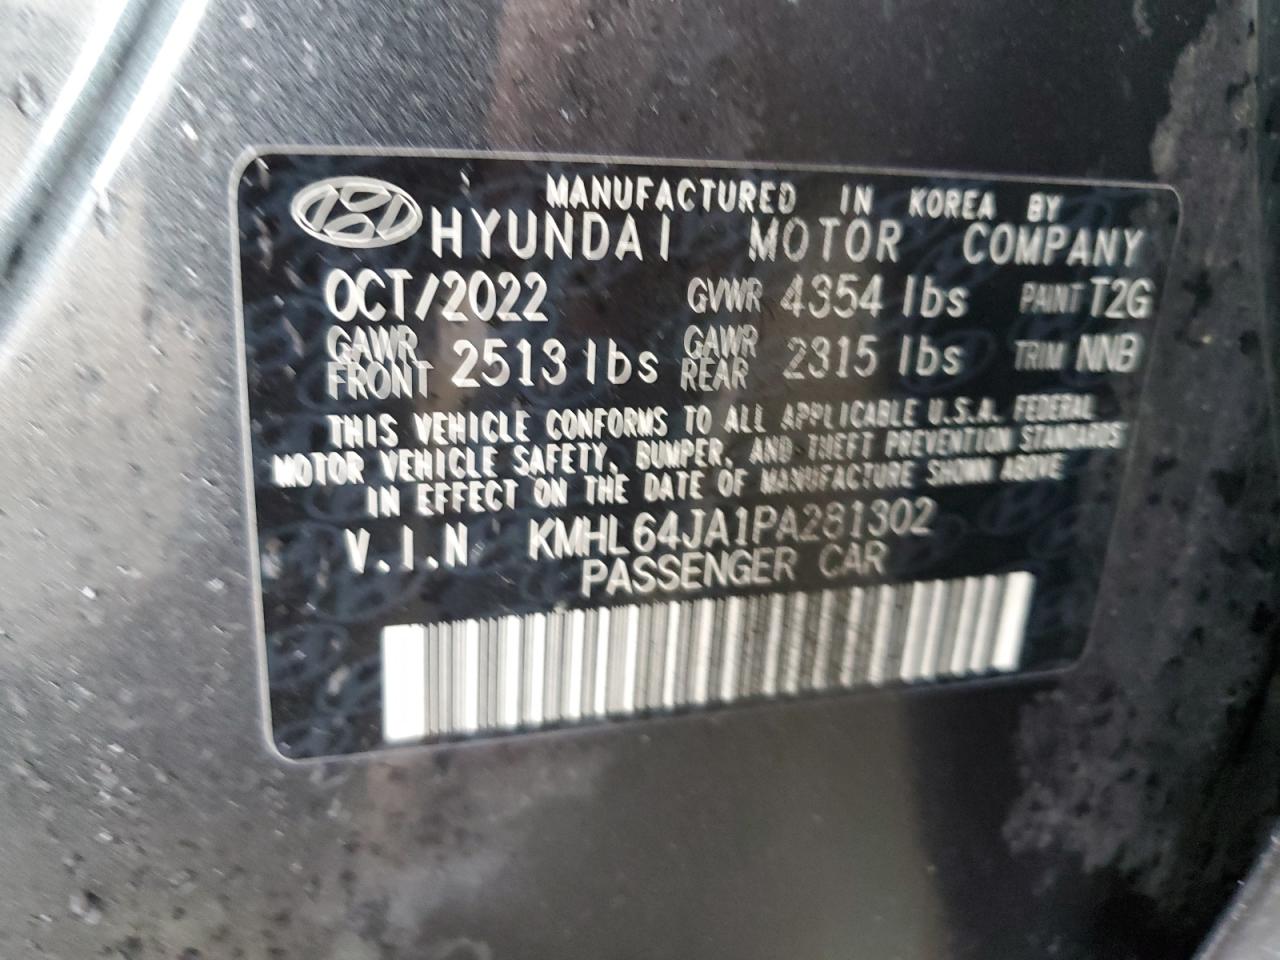 MANUFACTURED IN KOREA BY
HYUNDAI MOTOR COMPANY
OCT/2022 GVWR 4354 lbs PAINT T2G
GAWR FRONT 2513 lbs GAWR REAR 2315 lbs TRIM NNB
THIS VEHICLE CONFORMS TO ALL APPLICABLE U.S.A. FEDERAL
MOTOR VEHICLE SAFETY, BUMPER, AND THEFT PREVENTION STANDARDS
IN EFFECT ON THE DATE OF MANUFACTURE SHOWN ABOVE
V.I.N KMHL64JA1PA281302
PASSENGER CAR